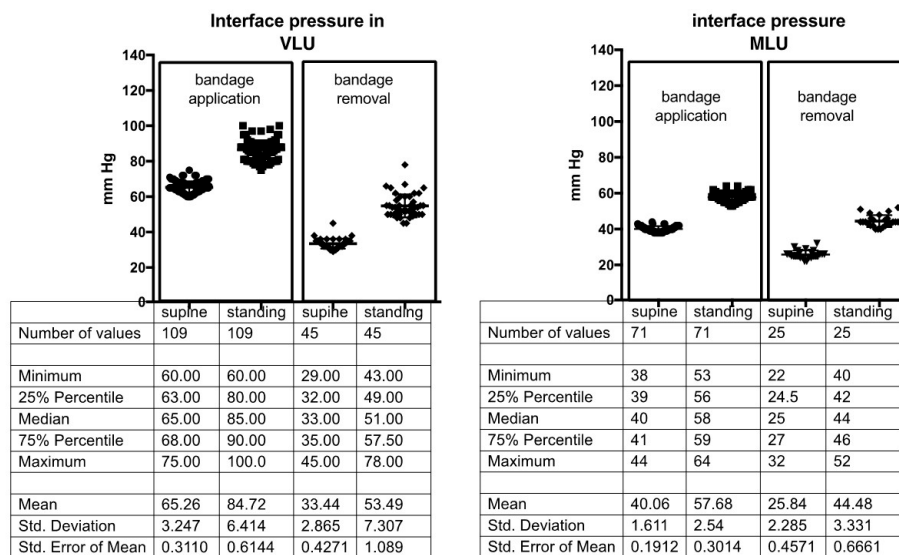 Interface pressure in
VLU
140
120
100
80
60
40
20
0
mm Hg
bandage
application
bandage
removal
supine standing supine standing
Number of values 109 109 45 45
Minimum 60.00 60.00 29.00 43.00
25% Percentile 63.00 80.00 32.00 49.00
Median 65.00 85.00 33.00 51.00
75% Percentile 68.00 90.00 35.00 57.50
Maximum 75.00 100.0 45.00 78.00
Mean 65.26 84.72 33.44 53.49
Std. Deviation 3.247 6.414 2.865 7.307
Std. Error of Mean 0.3110 0.6144 0.4271 1.089
interface pressure
MLU
140
120
100
80
60
40
20
0
mm Hg
bandage
application
bandage
removal
supine standing supine standing
Number of values 71 71 25 25
Minimum 38 53 22 40
25% Percentile 39 56 24.5 42
Median 40 58 25 44
75% Percentile 41 59 27 46
Maximum 44 64 32 52
Mean 40.06 57.68 25.84 44.48
Std. Deviation 1.611 2.54 2.285 3.331
Std. Error of Mean 0.1912 0.3014 0.4571 0.6661